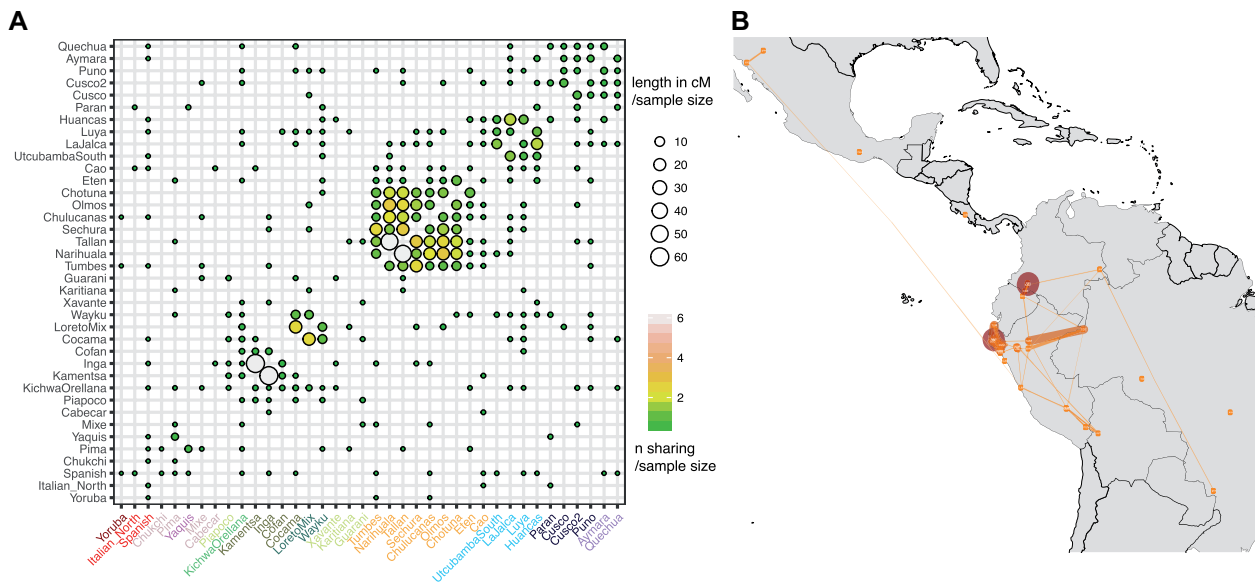 A
B
Quechua
Aymara
Puno
Cusco2
Cusco
Paran
Huancas
Luya
LaJalca
UtcubambaSouth
Cao
Eten
Chotuna
Olmos
Chulucanas
Sechura
Tallan
Narihuala
Tumbes
Guarani
Karitiana
Xavante
Wayku
LoretoMix
Cocama
Cofan
Inga
Kamentsa
KichwaOrellana
Piapoco
Cabecar
Mixe
Yaquis
Pima
Chukchi
Spanish
Italian_North
Yoruba
Yoruba
Italian_North
Spanish
Chukchi
Pima
Yaquis
Mixe
Cabecar
Piapoco
KichwaOrellana
Kamentsa
Inga
Cofan
Cocama
LoretoMix
Wayku
Xavante
Karitiana
Guarani
Tumbes
Narihuala
Tallan
Sechura
Chulucanas
Olmos
Chotuna
Eten
Cao
UtcubambaSouth
LaJalca
Luya
Huancas
Paran
Cusco
Cusco2
Puno
Aymara
Quechua
length in cM
/sample size
10
20
30
40
50
60
6
4
2
n sharing
/sample size